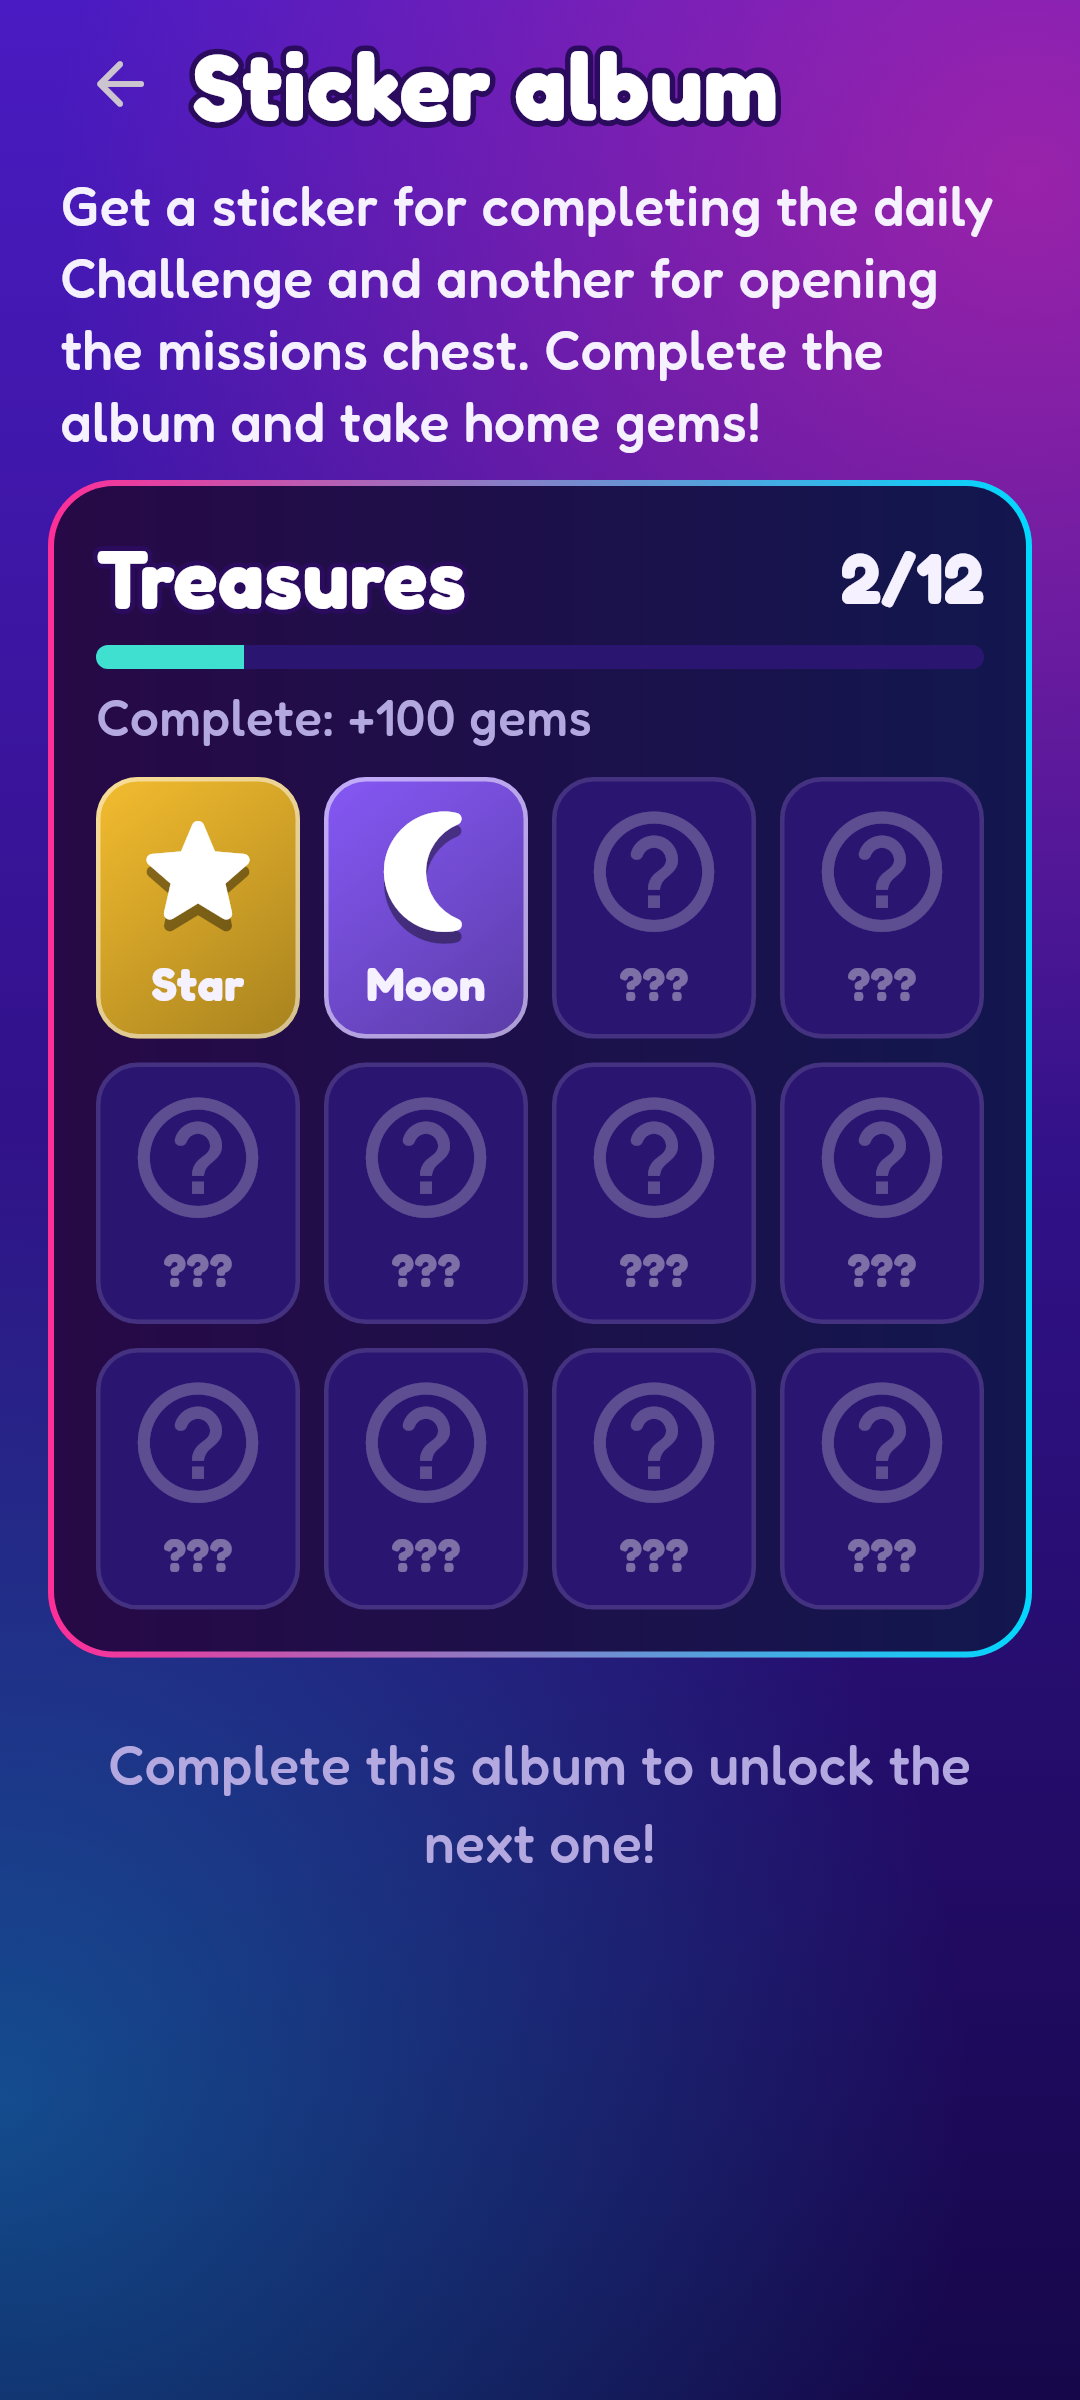 Sticker album
Get a sticker for completing the daily
Challenge and another for opening
the missions chest. Complete the
album and take home gems!
Treasures 2/12
Complete: +100 gems
Star Moon ??? ???
??? ??? ??? ???
??? ??? ??? ???
Complete this album to unlock the
next one!